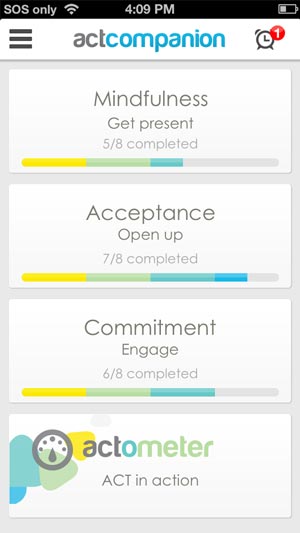 SOS only 4:09 PM
actcompanion 1
Mindfulness
Get present
5/8 completed
Acceptance
Open up
7/8 completed
Commitment
Engage
6/8 completed
actometer
ACT in action